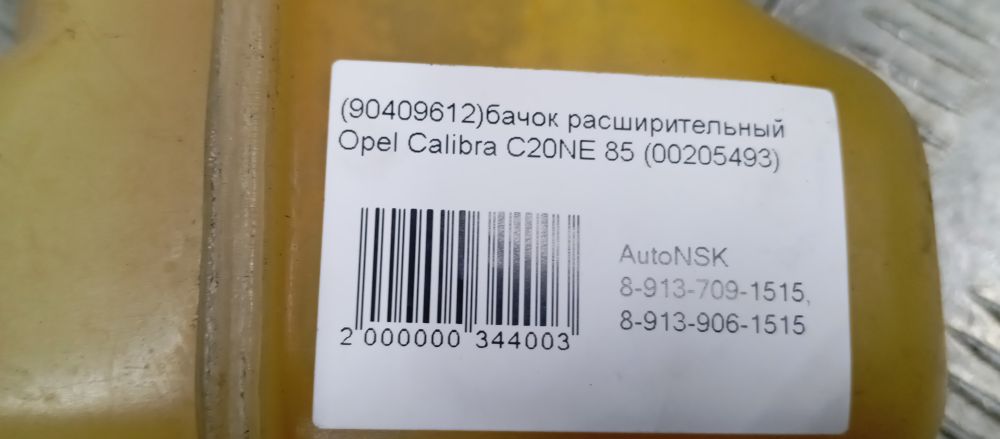 (90409612)бачок расширительный
Opel Calibra C20NE 85 (00205493)
AutoNSK
8-913-709-1515,
8-913-906-1515
2 000000 344003